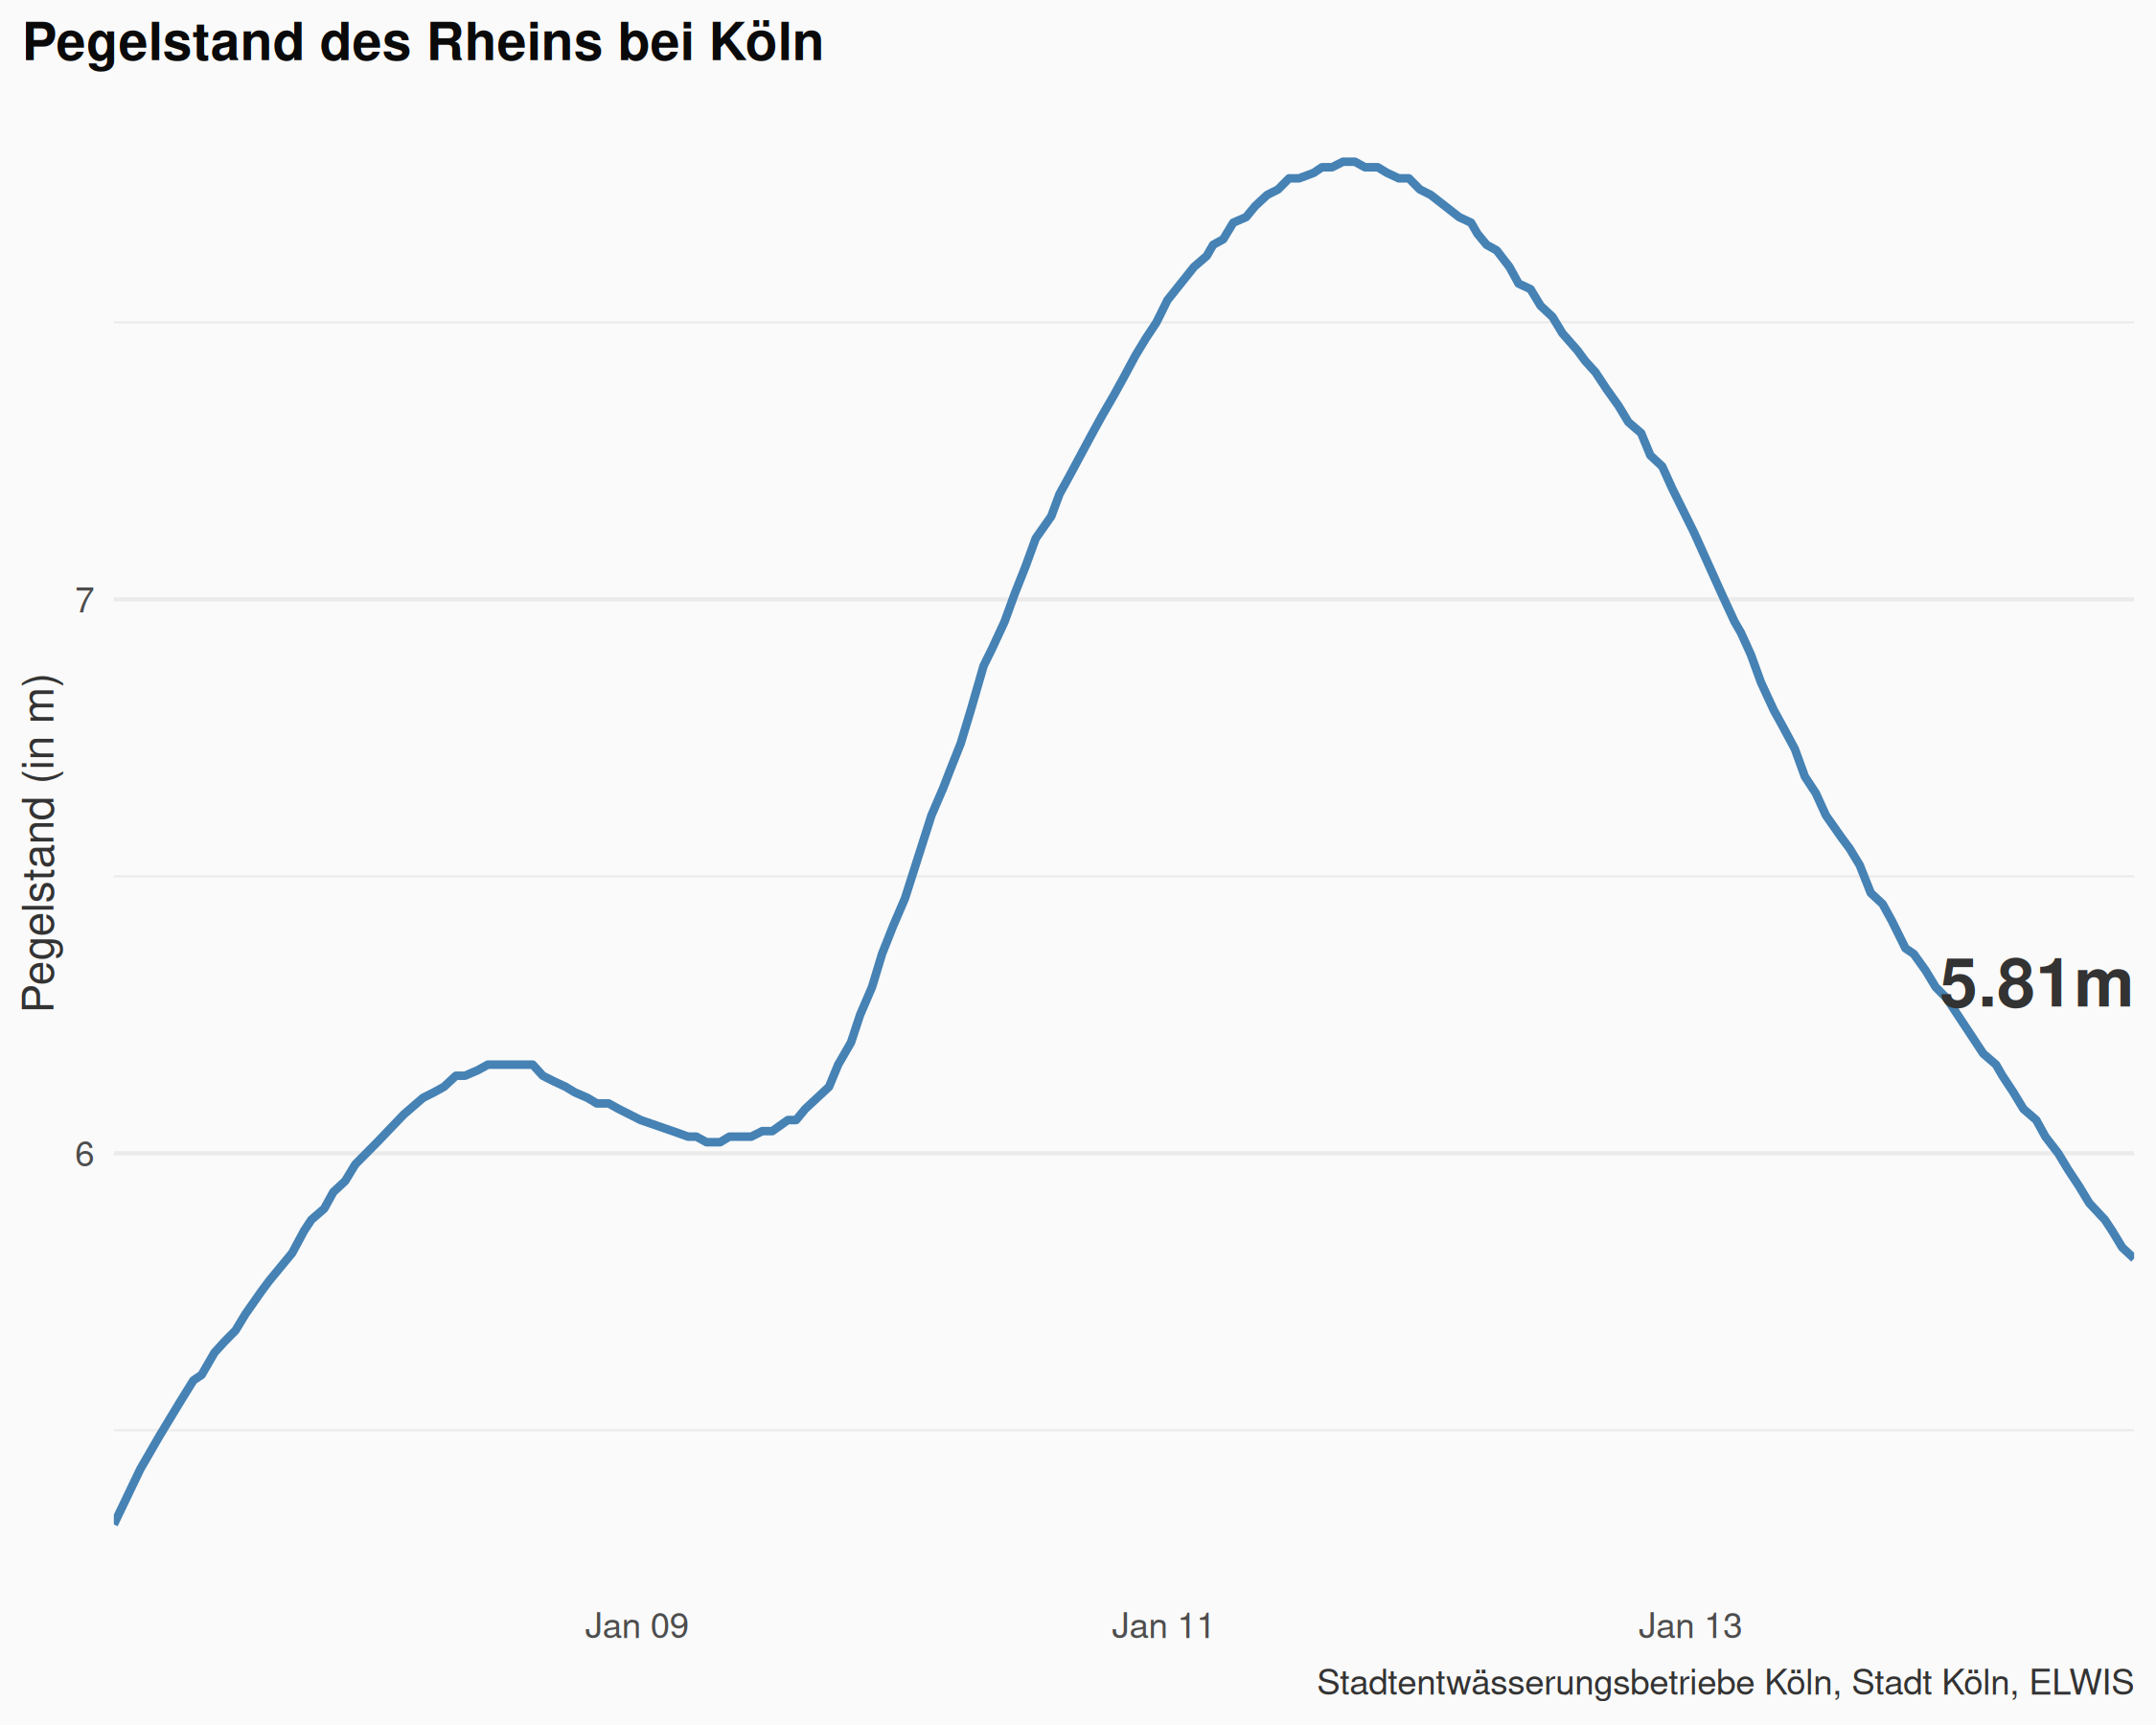 Pegelstand des Rheins bei Köln
Pegelstand (in m)
7
6
5.81m
Jan 09
Jan 11
Jan 13
Stadtentwässerungsbetriebe Köln, Stadt Köln, ELWIS